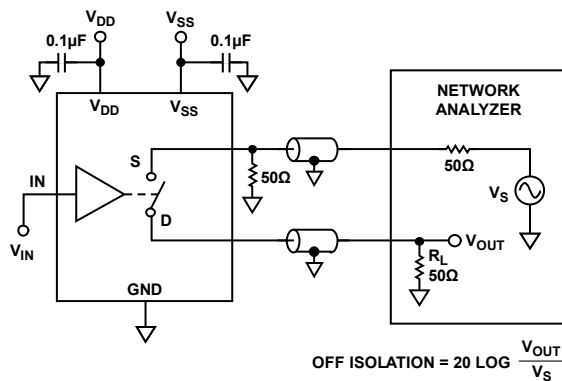 VDD
VSS
0.1µF
0.1µF
VDD
VSS
NETWORK
ANALYZER
S
50Ω
50Ω
IN
VS
D
VIN
VOUT
RL
50Ω
GND
OFF ISOLATION = 20 LOG VOUT
VS